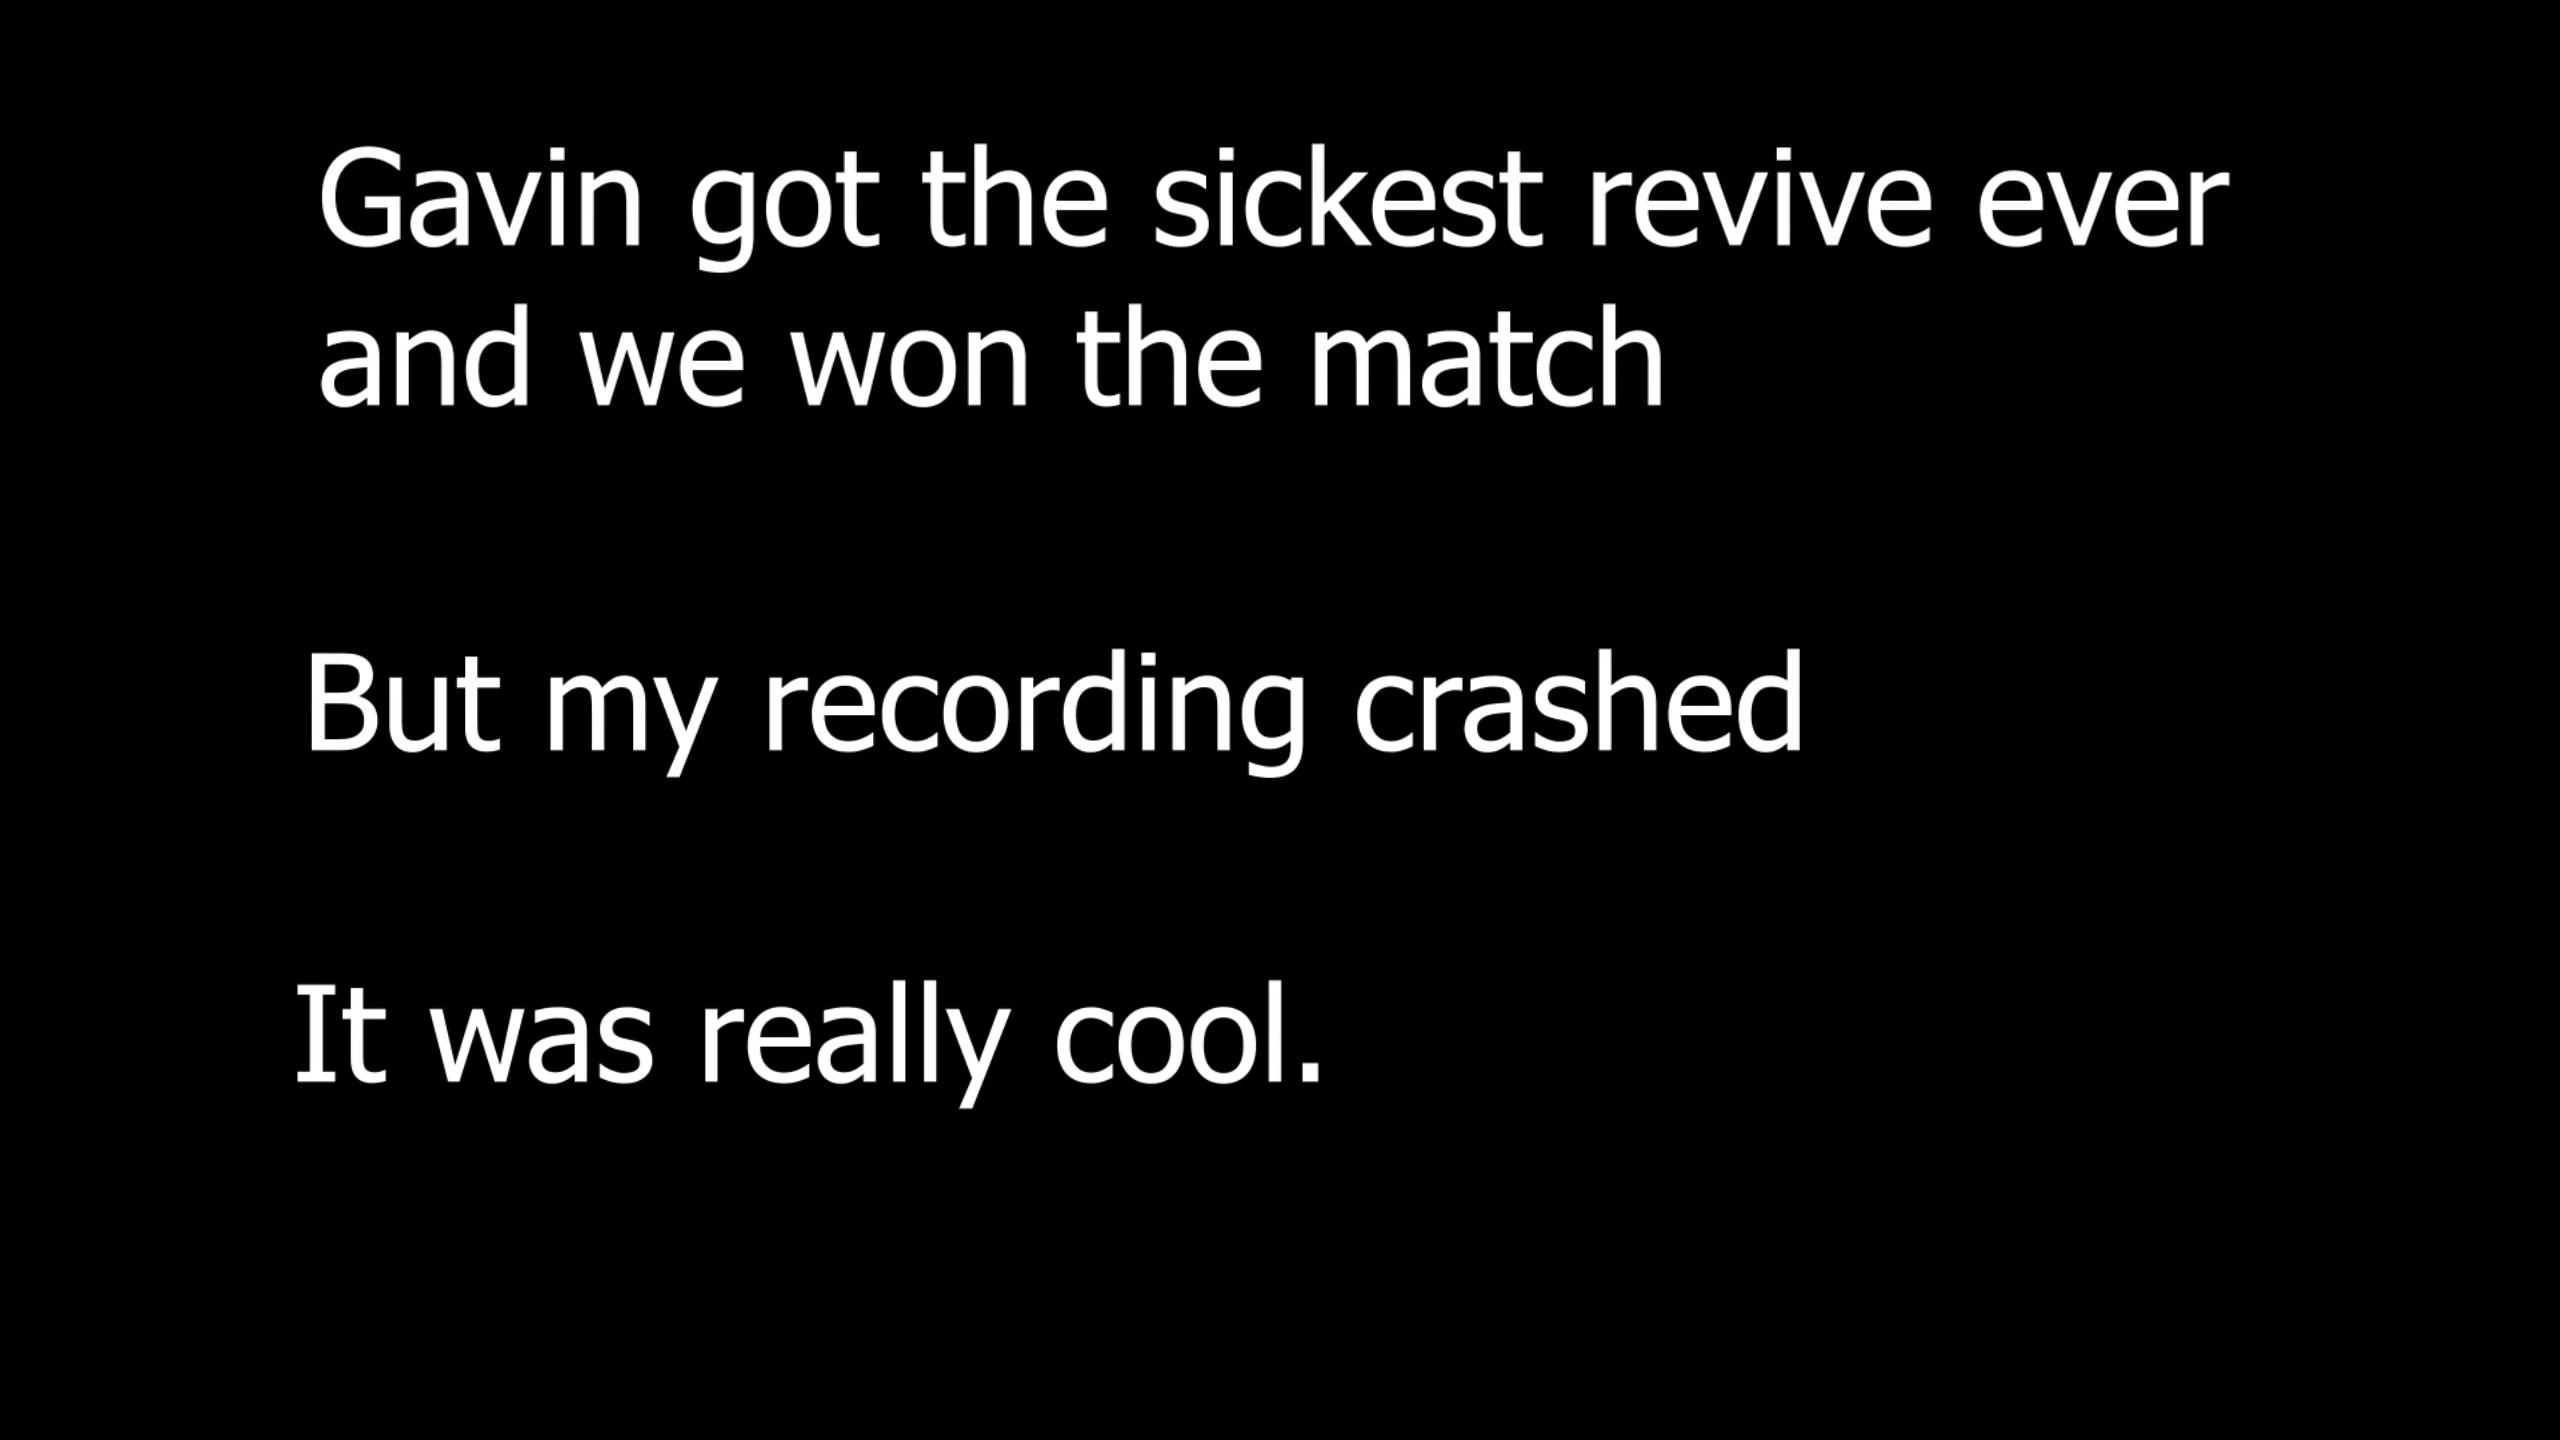 Gavin got the sickest revive ever
and we won the match
But my recording crashed
It was really cool.